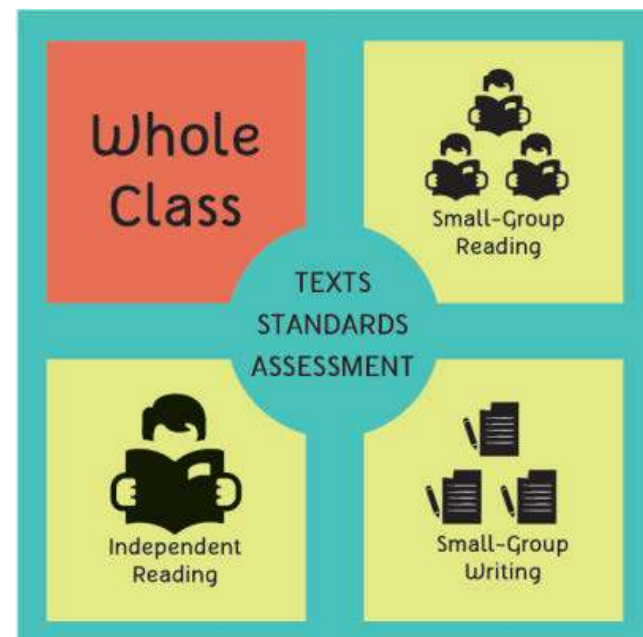 Whole
Class
Small-Group
Reading
TEXTS
STANDARDS
ASSESSMENT
Independent
Reading
Small-Group
Writing